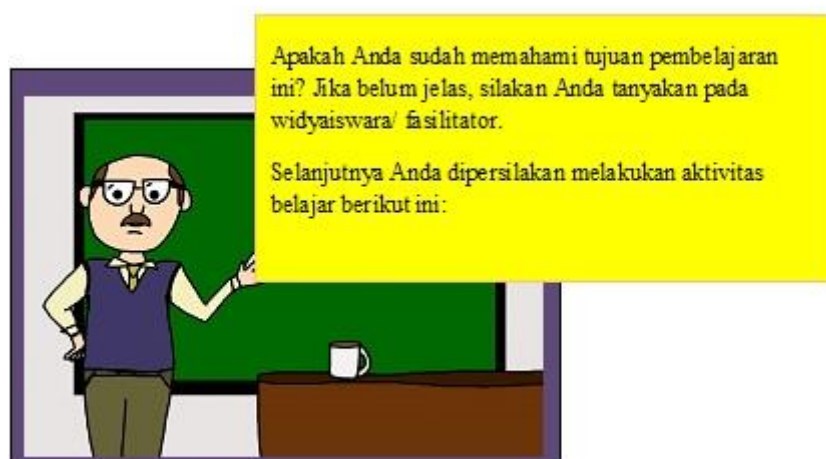 Apakah Anda sudah memahami tujuan pembelajaran
ini? Jika belum jelas, silakan Anda tanyakan pada
widyaiswara/ fasilitator.
Selanjutnya Anda dipersilakan melakukan aktivitas
belajar berikut ini: